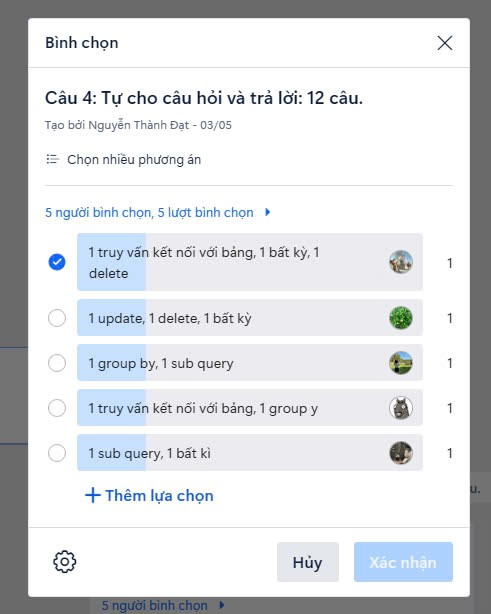 Bình chọn
Câu 4: Tự cho câu hỏi và trả lời: 12 câu.
Tạo bởi Nguyễn Thành Đạt - 03/05
Chọn nhiều phương án
5 người bình chọn, 5 lượt bình chọn
1 truy vấn kết nối với bảng, 1 bất kỳ, 1
delete
1
1 update, 1 delete, 1 bất kỳ
1
1 group by, 1 sub query
1
1 truy vấn kết nối với bảng, 1 group y
1
1 sub query, 1 bất kì
1
Thêm lựa chọn
u.
Hủy
Xác nhận
5 người bình chọn